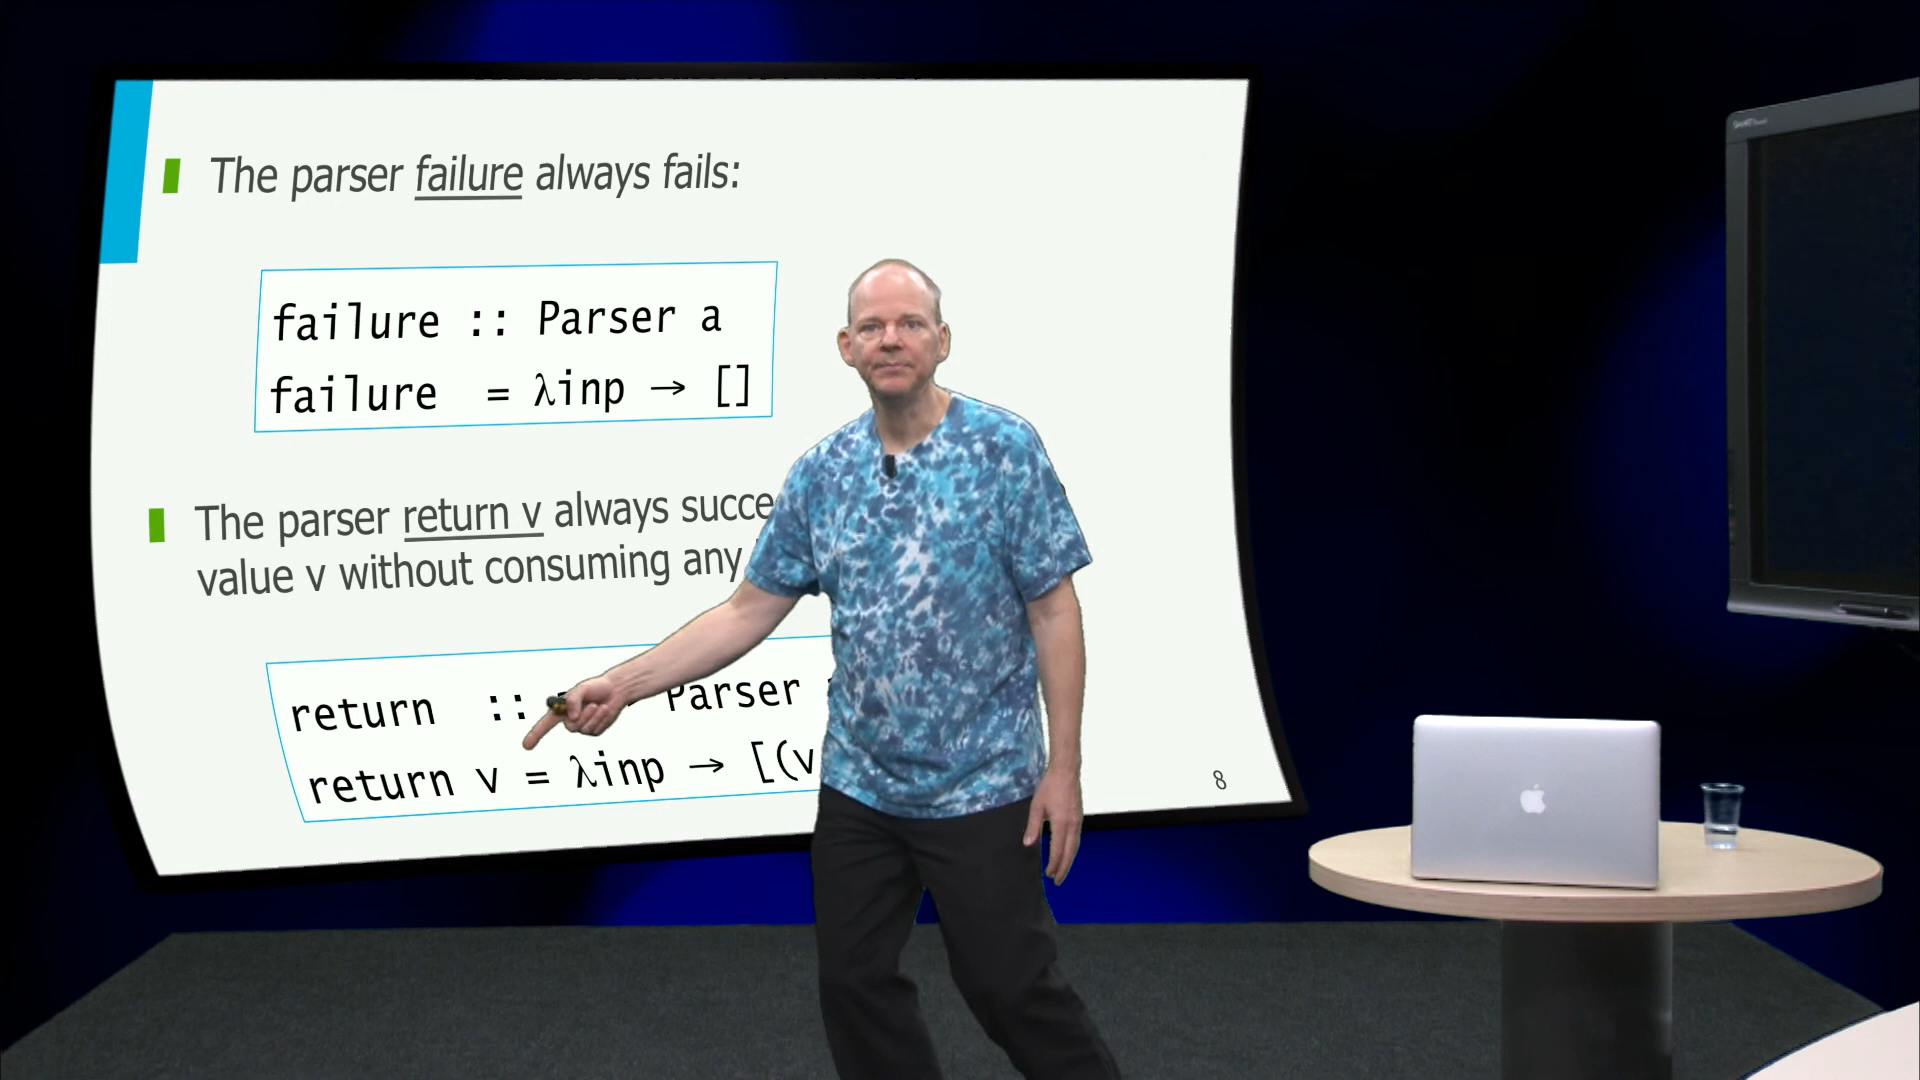 The parser failure always fails:
failure :: Parser a
failure = λinp → []
The parser return v always succe
value v without consuming any
return :: Parser
return v = λinp → [(v
8